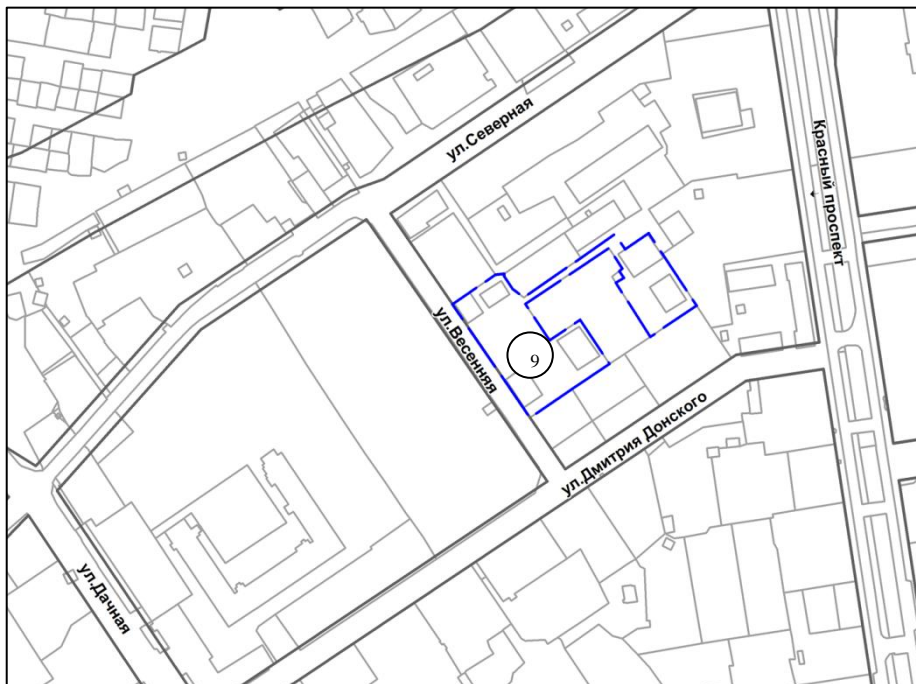 ул.Северная
Красный проспект
ул.Весенняя
9
ул.Дмитрия Донского
ул.Дачная